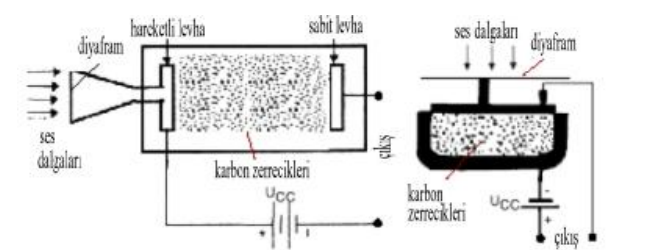 hareketli levha
sabit levha
diyafram
ses
dalgaları
karbon zerrecikleri
çıkış
UCC
+
-
ses dalgaları
diyafram
karbon
zerrecikleri
UCC
-
+
çıkış